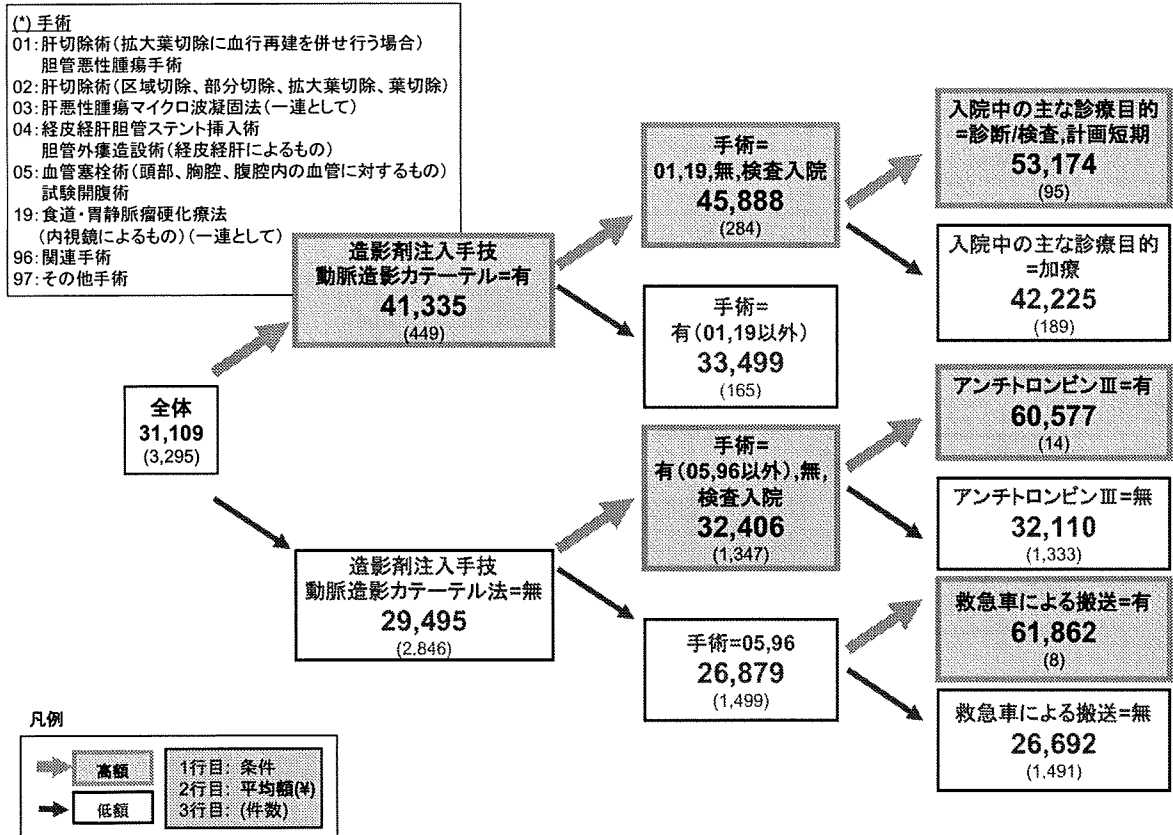 (*) 手術
01:肝切除術(拡大葉切除に血行再建を併せ行う場合)
胆管悪性腫瘍手術
02:肝切除術(区域切除、部分切除、拡大葉切除、葉切除)
03:肝悪性腫瘍マイクロ波凝固法(一連として)
04:経皮経肝胆管ステント挿入術
胆管外瘻造設術(経皮経肝によるもの)
05:血管塞栓術(頭部、胸腔、腹腔内の血管に対するもの)
試験開腹術
19:食道・胃静脈瘤硬化療法
(内視鏡によるもの)(一連として)
96:関連手術
97:その他手術
全体
31,109
(3,295)
造影剤注入手技
動脈造影カテーテル=有
41,335
(449)
造影剤注入手技
動脈造影カテーテル法=無
29,495
(2,846)
手術=
01,19,無,検査入院
45,888
(284)
手術=
有(01,19以外)
33,499
(165)
手術=
有(05,96以外),無,
検査入院
32,406
(1,347)
手術=05,96
26,879
(1,499)
入院中の主な診療目的
=診断/検査,計画短期
53,174
(95)
入院中の主な診療目的
=加療
42,225
(189)
アンチトロンビンⅢ=有
60,577
(14)
アンチトロンビンⅢ=無
32,110
(1,333)
救急車による搬送=有
61,862
(8)
救急車による搬送=無
26,692
(1,491)
凡例
高額
低額
1行目: 条件
2行目: 平均額(¥)
3行目: (件数)